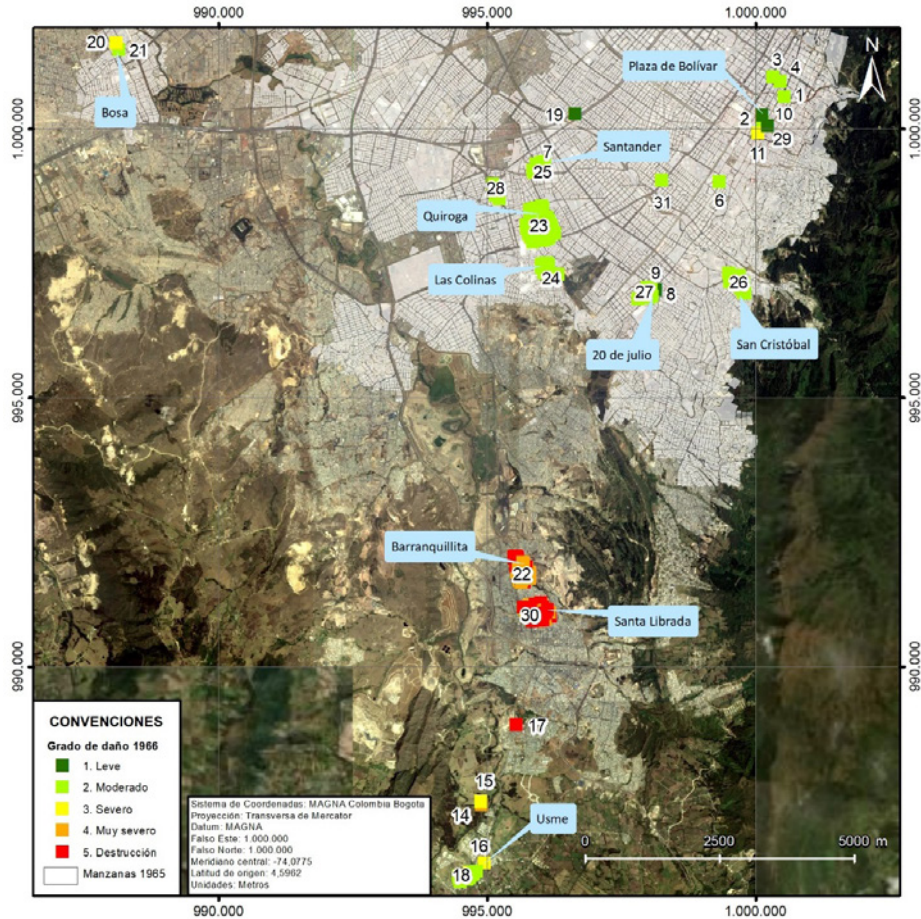 990.000
995.000
1.000.000
20
21
Bosa
Plaza de Bolívar
3
4
N
1
2
10
29
11
19
1.000.000
1.000.000
7
Santander
25
28
31
6
Quiroga
23
Las Colinas
24
9
27
8
26
20 de julio
San Cristóbal
995.000
995.000
Barranquillita
22
30
Santa Librada
990.000
990.000
17
15
14
16
Usme
18
0
2500
5000 m
CONVENCIONES
Grado de daño 1966
1. Leve
2. Moderado
3. Severo
4. Muy severo
5. Destrucción
Manzanas 1965
Sistema de Coordenadas: MAGNA Colombia Bogota
Proyección: Transversa de Mercator
Datum: MAGNA
Falso Este: 1.000.000
Falso Norte: 1.000.000
Meridiano central: -74,0775
Latitud de origen: 4,5962
Unidades: Metros
990.000
995.000
1.000.000